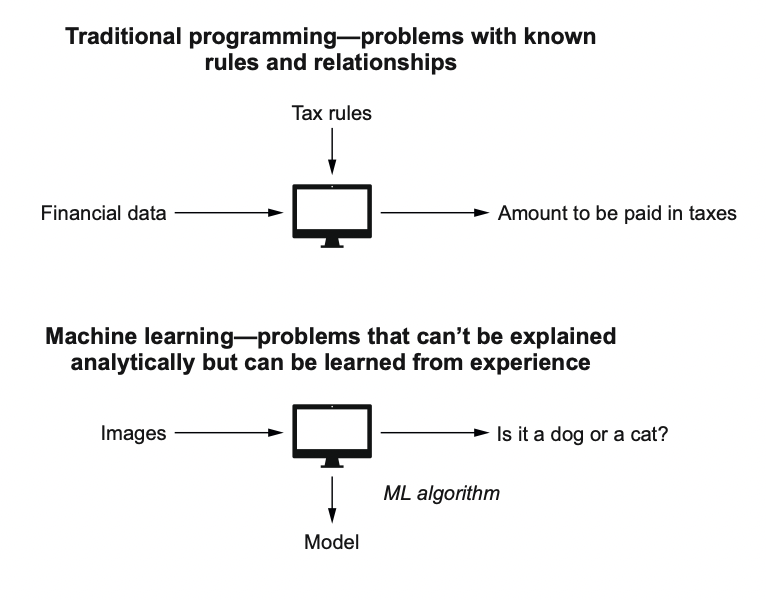 Traditional programming—problems with known
rules and relationships
Tax rules
Financial data
Amount to be paid in taxes
Machine learning—problems that can’t be explained
analytically but can be learned from experience
Images
Is it a dog or a cat?
ML algorithm
Model